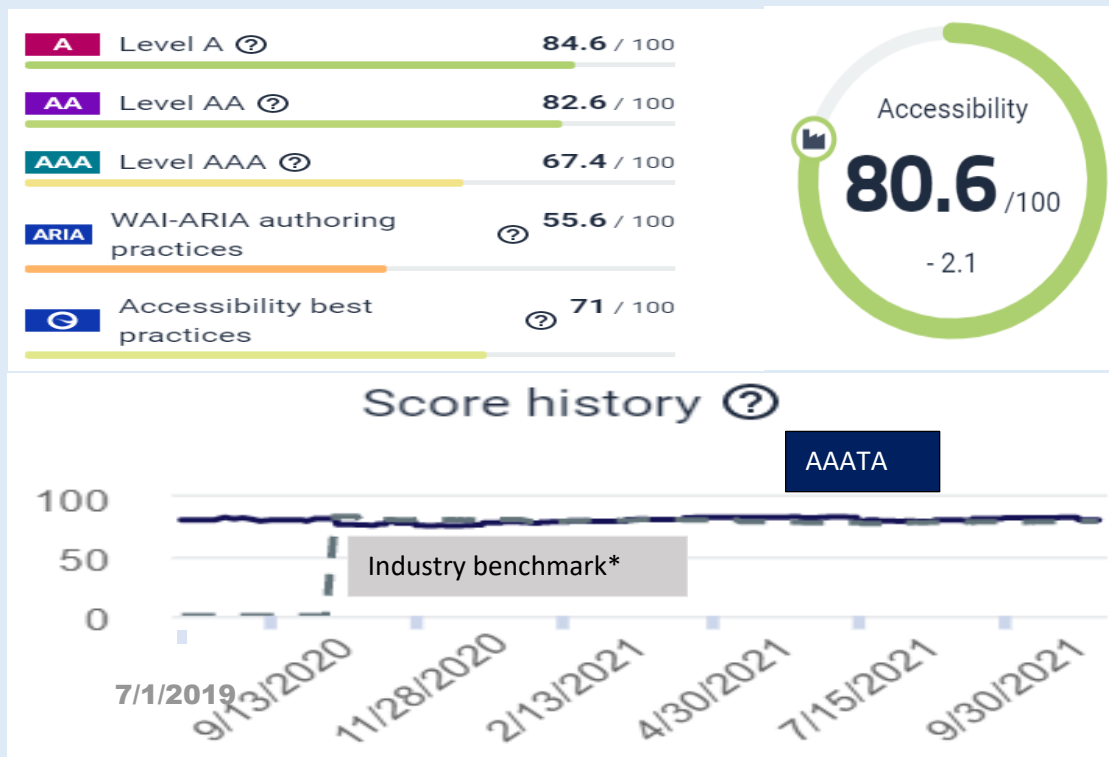 A Level A ? 84.6 / 100
AA Level AA ? 82.6 / 100
AAA Level AAA ? 67.4 / 100
ARIA WAI-ARIA authoring practices ? 55.6 / 100
Accessibility best practices ? 71 / 100
Accessibility
80.6 /100
- 2.1
Score history ?
AAATA
100
50
0
Industry benchmark*
7/1/2019
9/13/2020
11/28/2020
2/13/2021
4/30/2021
7/15/2021
9/30/2021